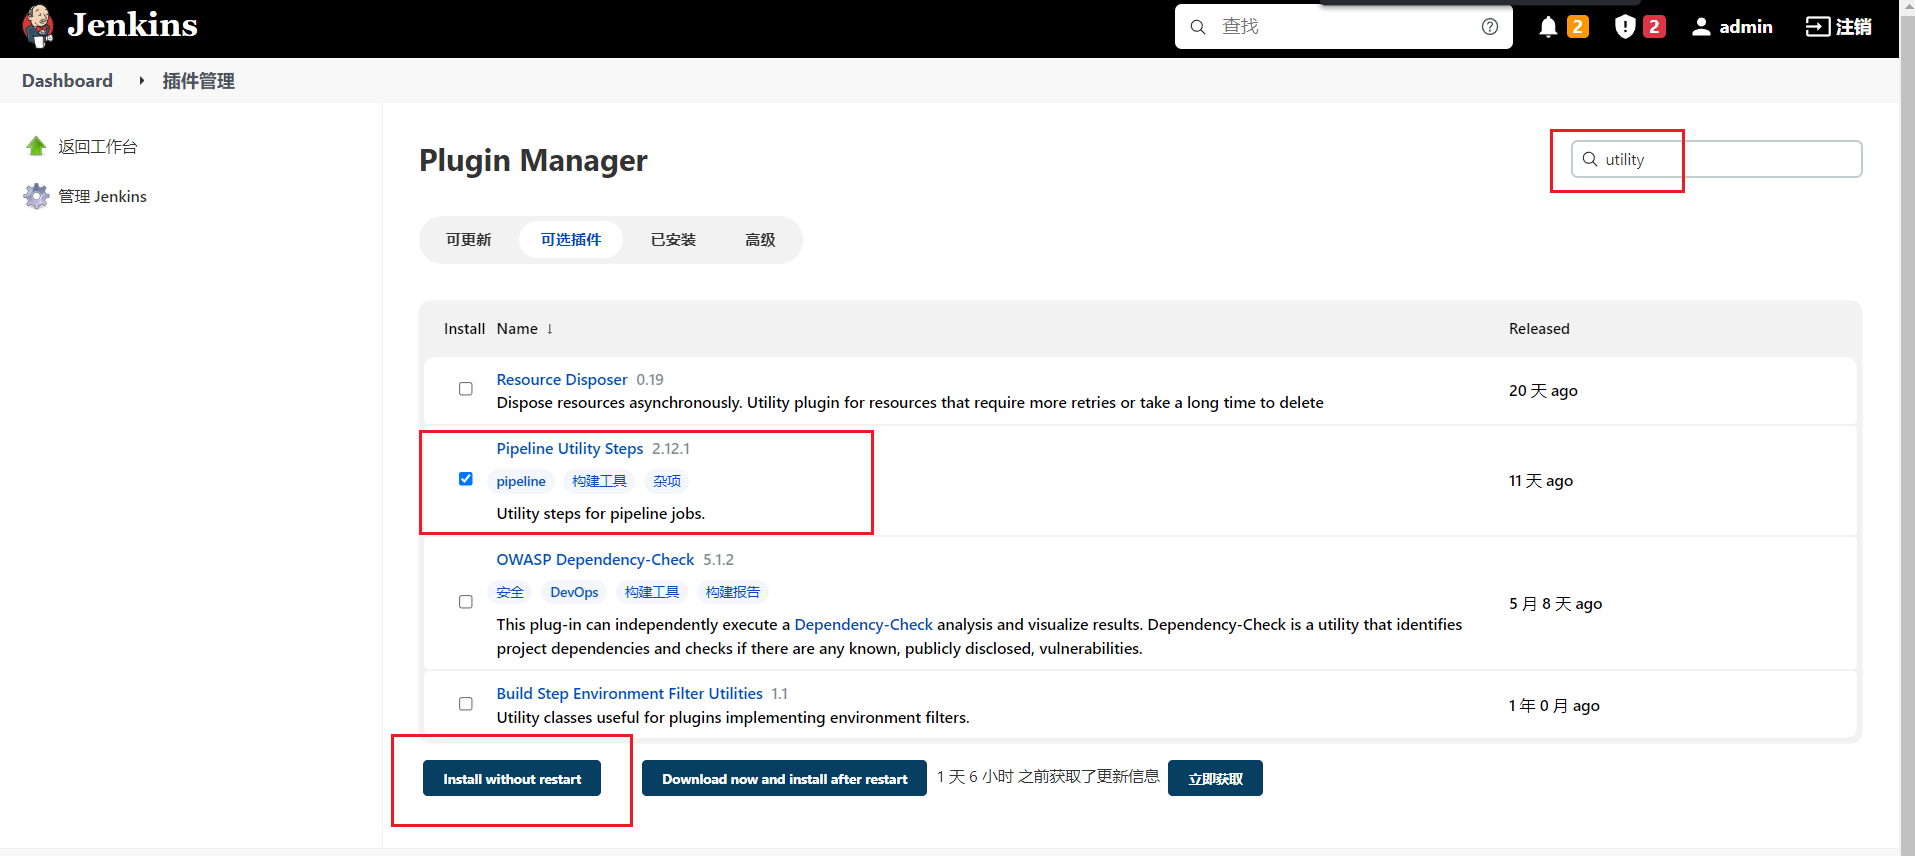 Jenkins
查找
2
2
admin
注销
Dashboard
插件管理
返回工作台
管理 Jenkins
Plugin Manager
utility
可更新
可选插件
已安装
高级
Install Name ↓ Released
Resource Disposer 0.19
Dispose resources asynchronously. Utility plugin for resources that require more retries or take a long time to delete
20 天 ago
Pipeline Utility Steps 2.12.1
pipeline 构建工具 杂项
Utility steps for pipeline jobs.
11 天 ago
OWASP Dependency-Check 5.1.2
安全 DevOps 构建工具 构建报告
This plug-in can independently execute a Dependency-Check analysis and visualize results. Dependency-Check is a utility that identifies
project dependencies and checks if there are any known, publicly disclosed, vulnerabilities.
5 月 8 天 ago
Build Step Environment Filter Utilities 1.1
Utility classes useful for plugins implementing environment filters.
1 年 0 月 ago
Install without restart
Download now and install after restart
1 天 6 小时 之前获取了更新信息
立即获取